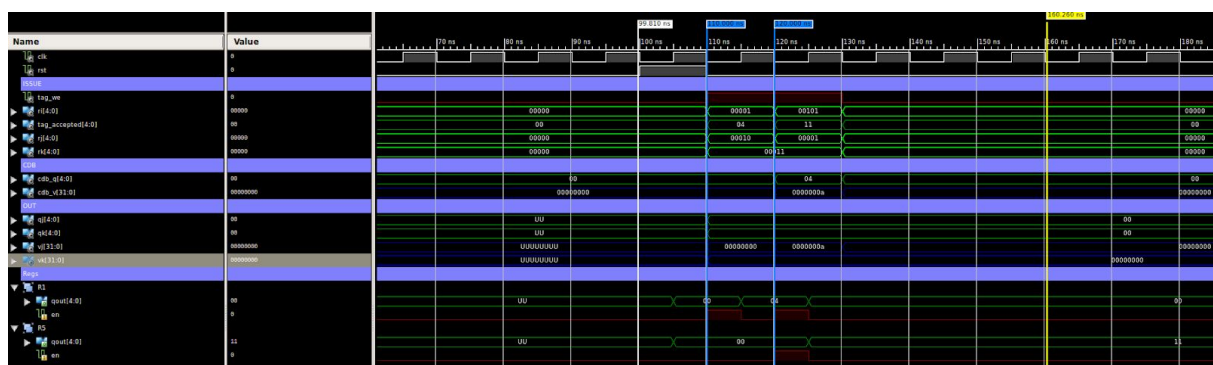 160.260 ns
99.810 ns 110.000 ns 120.000 ns
Name Value 70 ns 80 ns 90 ns 100 ns 110 ns 120 ns 130 ns 140 ns 150 ns 160 ns 170 ns 180 ns
clk 0
rst 0
ISSUE
tag_we 0
ri[4:0] 00000 00000 00001 00101 00000
tag_accepted[4:0] 00 00 04 11 00
rj[4:0] 00000 00000 00010 00001 00000
rk[4:0] 00000 00000 00011 00000
CDB
cdb_q[4:0] 00 00 04 00
cdb_v[31:0] 00000000 00000000 0000000a 00000000
OUT
qj[4:0] 00 UU 00
qk[4:0] 00 UU 00
vj[31:0] 00000000 UUUUUUUU 00000000 0000000a 00000000
vk[31:0] 00000000 UUUUUUUU 00000000
Regs
R1
qout[4:0] 00 UU 00 04 00
en 0
R5
qout[4:0] 11 UU 00 11
en 0